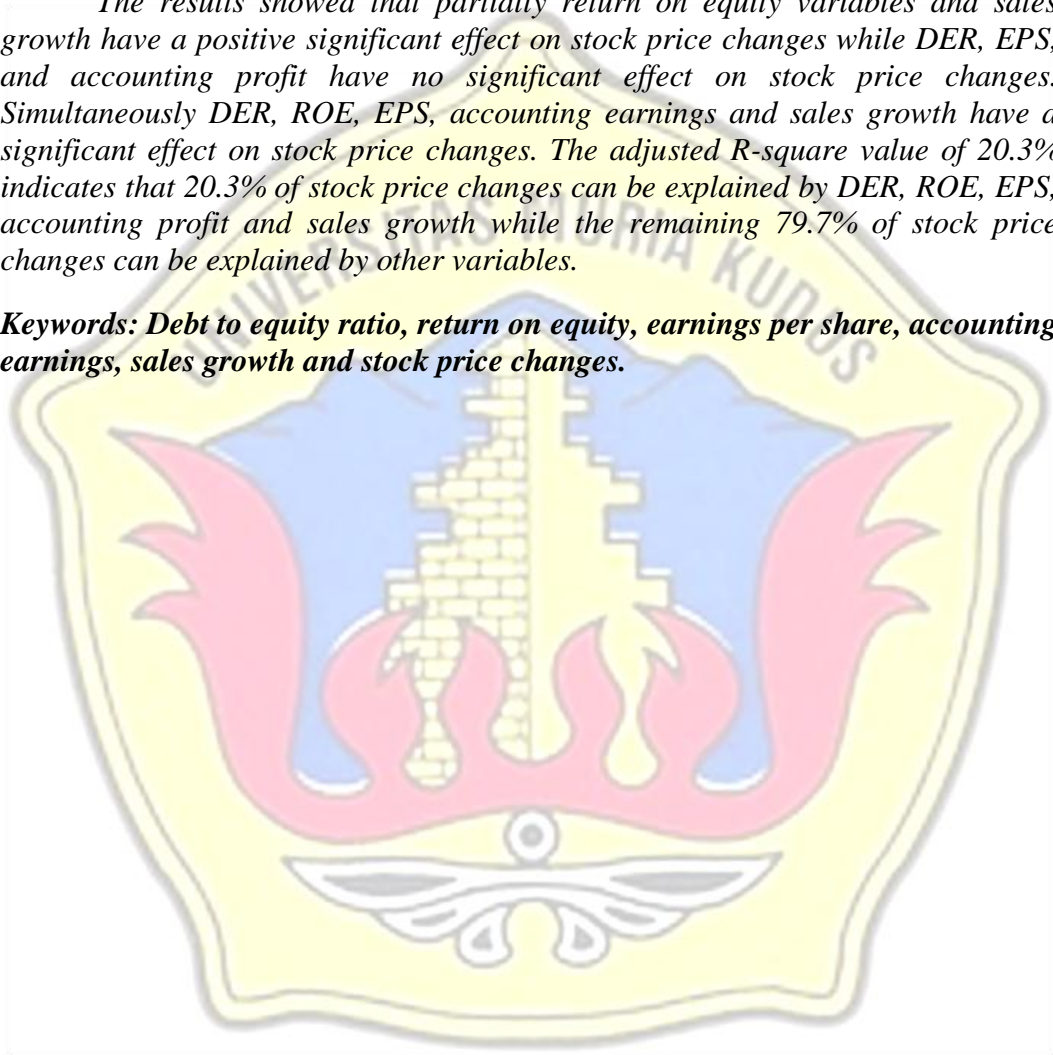 The results showed that partially return on equity variables and sales
growth have a positive significant effect on stock price changes while DER, EPS,
and accounting profit have no significant effect on stock price changes.
Simultaneously DER, ROE, EPS, accounting earnings and sales growth have a
significant effect on stock price changes. The adjusted R-square value of 20.3%
indicates that 20.3% of stock price changes can be explained by DER, ROE, EPS,
accounting profit and sales growth while the remaining 79.7% of stock price
changes can be explained by other variables.
Keywords: Debt to equity ratio, return on equity, earnings per share, accounting
earnings, sales growth and stock price changes.
UNIVERSITAS MURIA KUDUS